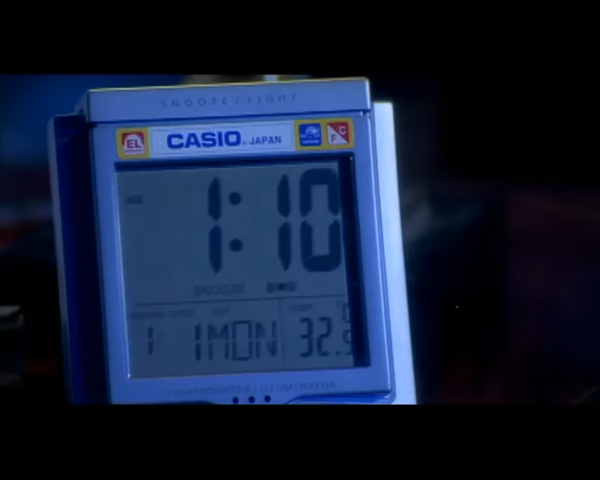 SNOOZE / LIGHT
EL
CASIO. JAPAN
C
F
1:10
SNOOZE
1 1MON 32.9
THERMOMETER / ILLUMINATOR